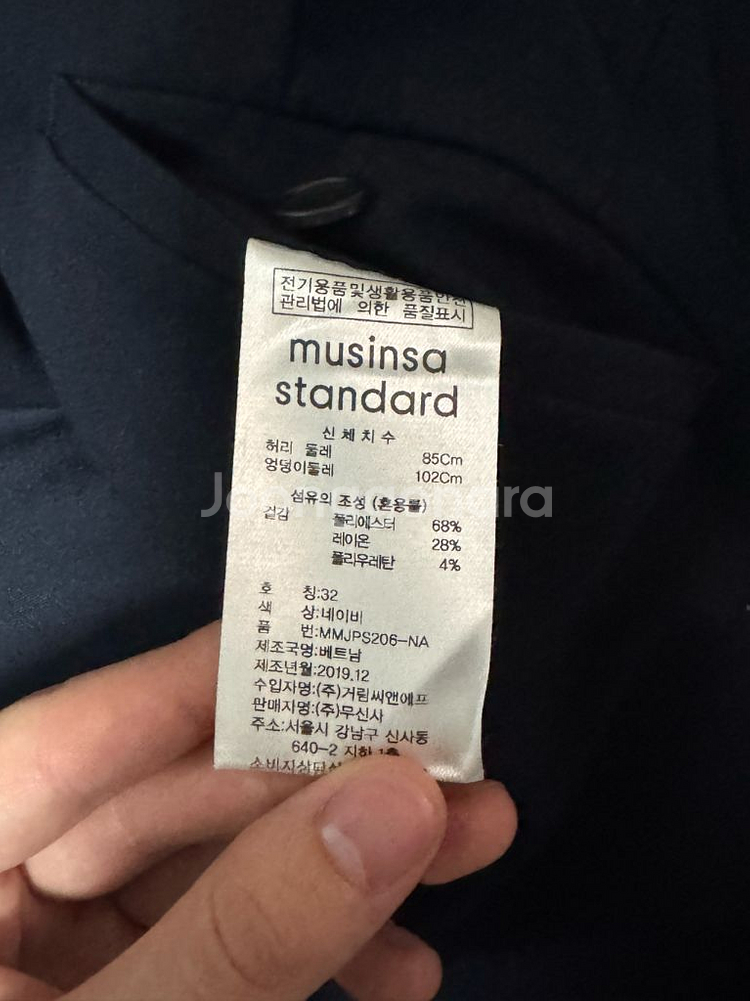 전기용품및생활용품안전
관리법에 의한 품질표시
musinsa
standard
신체치수
허리 둘레 85Cm
엉덩이둘레 102Cm
섬유의 조성 (혼용률)
겉감 폴리에스터 68%
레이온 28%
폴리우레탄 4%
호 칭:32
색 상:네이비
품 번:MMJPS206-NA
제조국명:베트남
제조년월:2019.12
수입자명:(주)거림씨앤에프
판매자명:(주)무신사
주소:서울시 강남구 신사동
640-2 지하 1층
Joonggonara